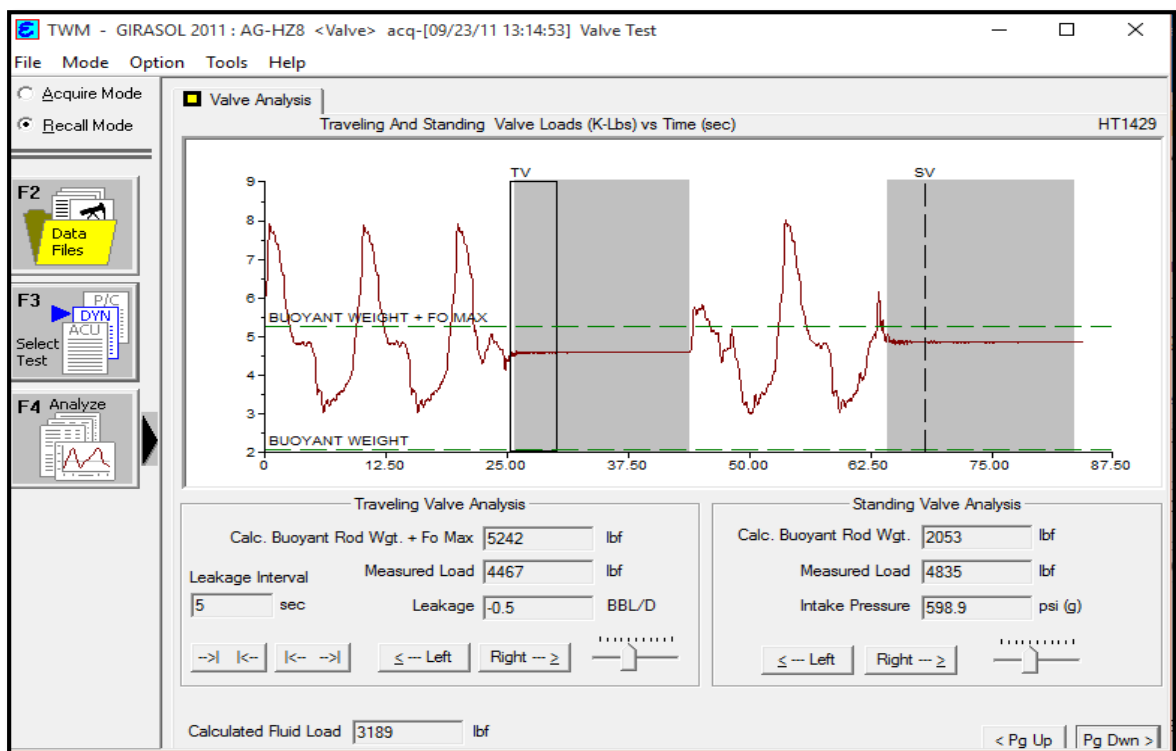 TWM - GIRASOL 2011 : AG-HZ8 <Valve> acq-[09/23/11 13:14:53] Valve Test
File Mode Option Tools Help
Acquire Mode
Recall Mode
F2
Data
Files
F3
P/C
DYN
ACU
Select
Test
F4 Analyze
Valve Analysis
Traveling And Standing Valve Loads (K-Lbs) vs Time (sec) HT1429
TV SV
9
8
7
6
BUOYANT WEIGHT + FO MAX
5
4
3
BUOYANT WEIGHT
2
0 12.50 25.00 37.50 50.00 62.50 75.00 87.50
Traveling Valve Analysis
Calc. Buoyant Rod Wgt. + Fo Max 5242 lbf
Leakage Interval
Measured Load 4467 lbf
5 sec
Leakage -0.5 BBL/D
-->| |<-- |<-- -->| < --- Left Right --- >
Standing Valve Analysis
Calc. Buoyant Rod Wgt. 2053 lbf
Measured Load 4835 lbf
Intake Pressure 598.9 psi (g)
< --- Left Right --- >
Calculated Fluid Load 3189 lbf
< Pg Up Pg Dwn >